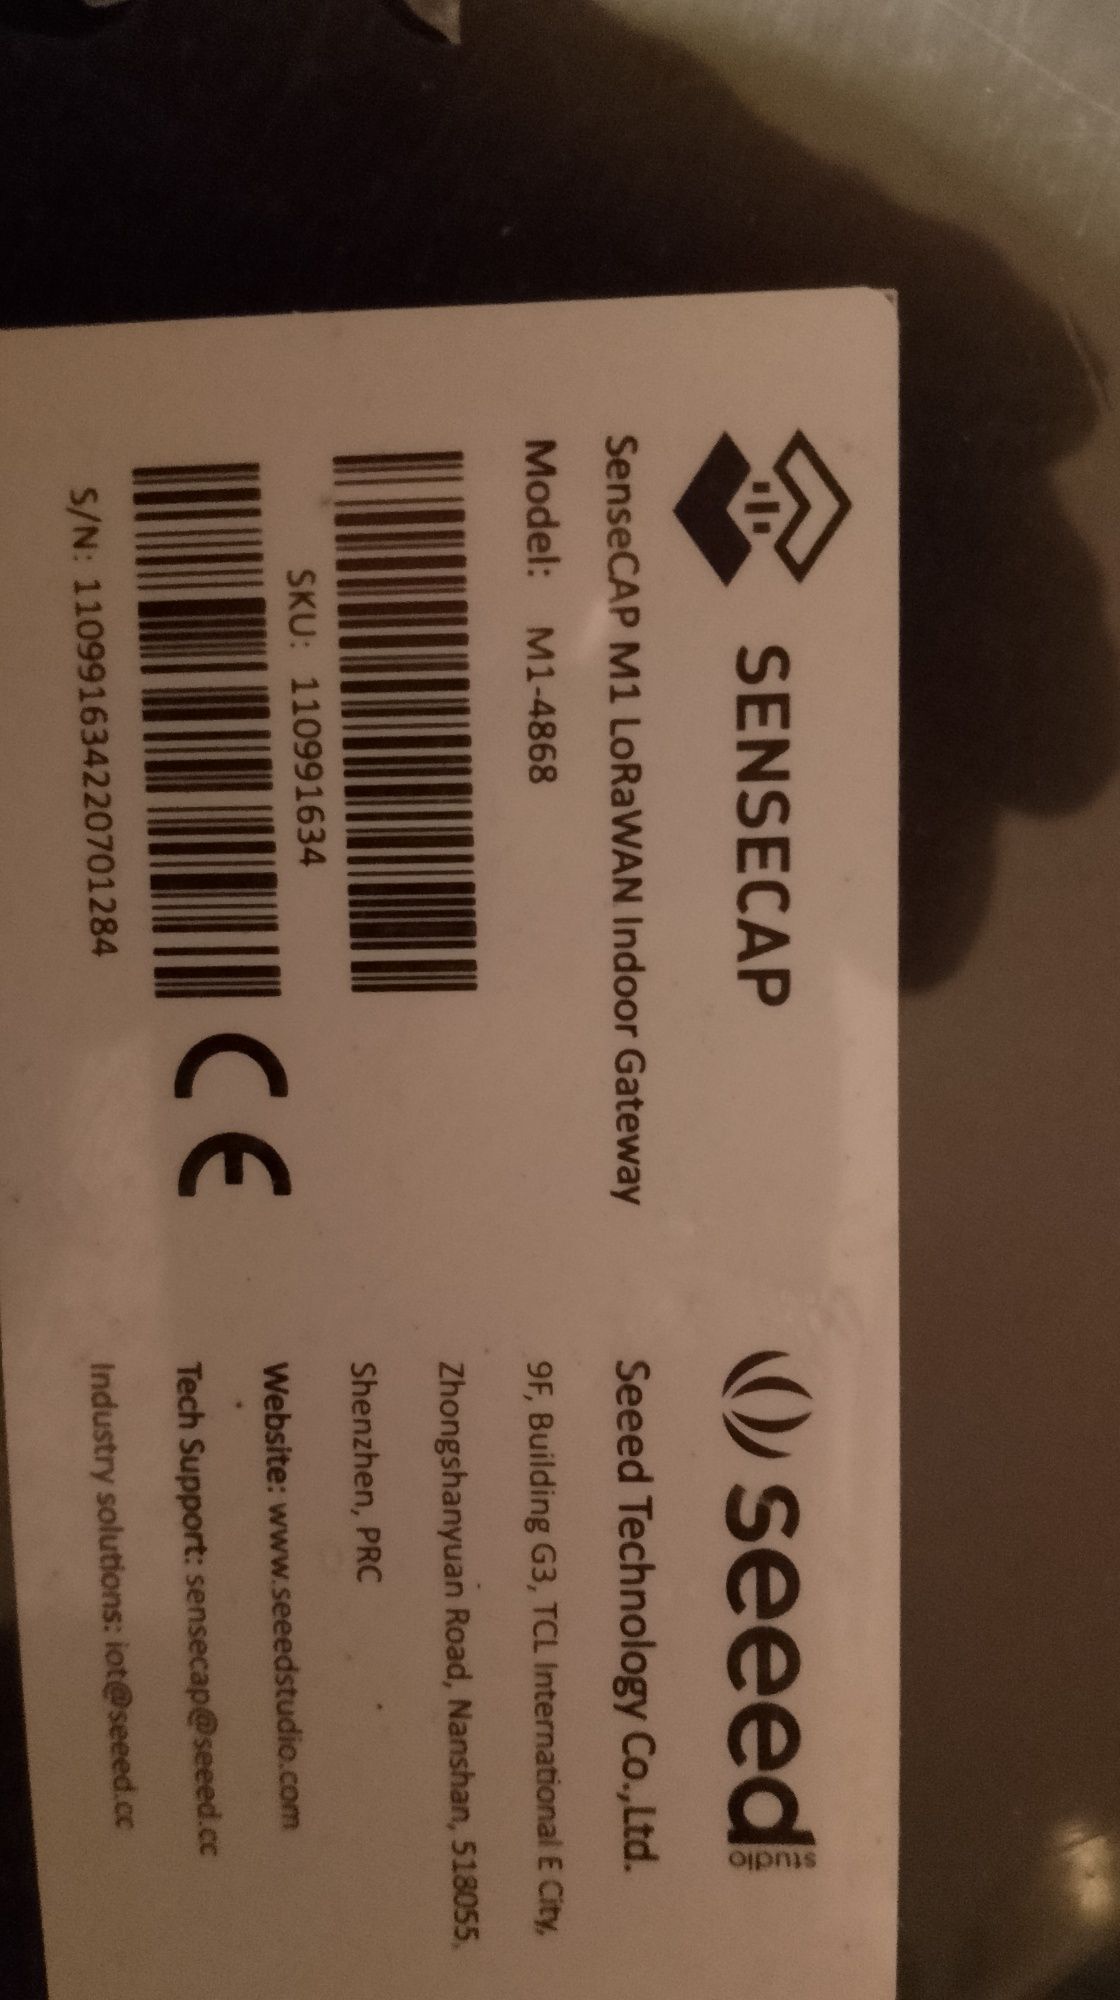 SENSECAP
SenseCAP M1 LoRaWAN Indoor Gateway
Model: M1-4868
SKU: 110991634
S/N: 110991634220701284
CE
seeed
studio
Seeed Technology Co.,Ltd.
9F, Building G3, TCL International E City,
Zhongshanyuan Road, Nanshan, 518055,
Shenzhen, PRC
Website: www.seeedstudio.com
Tech Support: sensecap@seeed.cc
Industry solutions: iot@seeed.cc